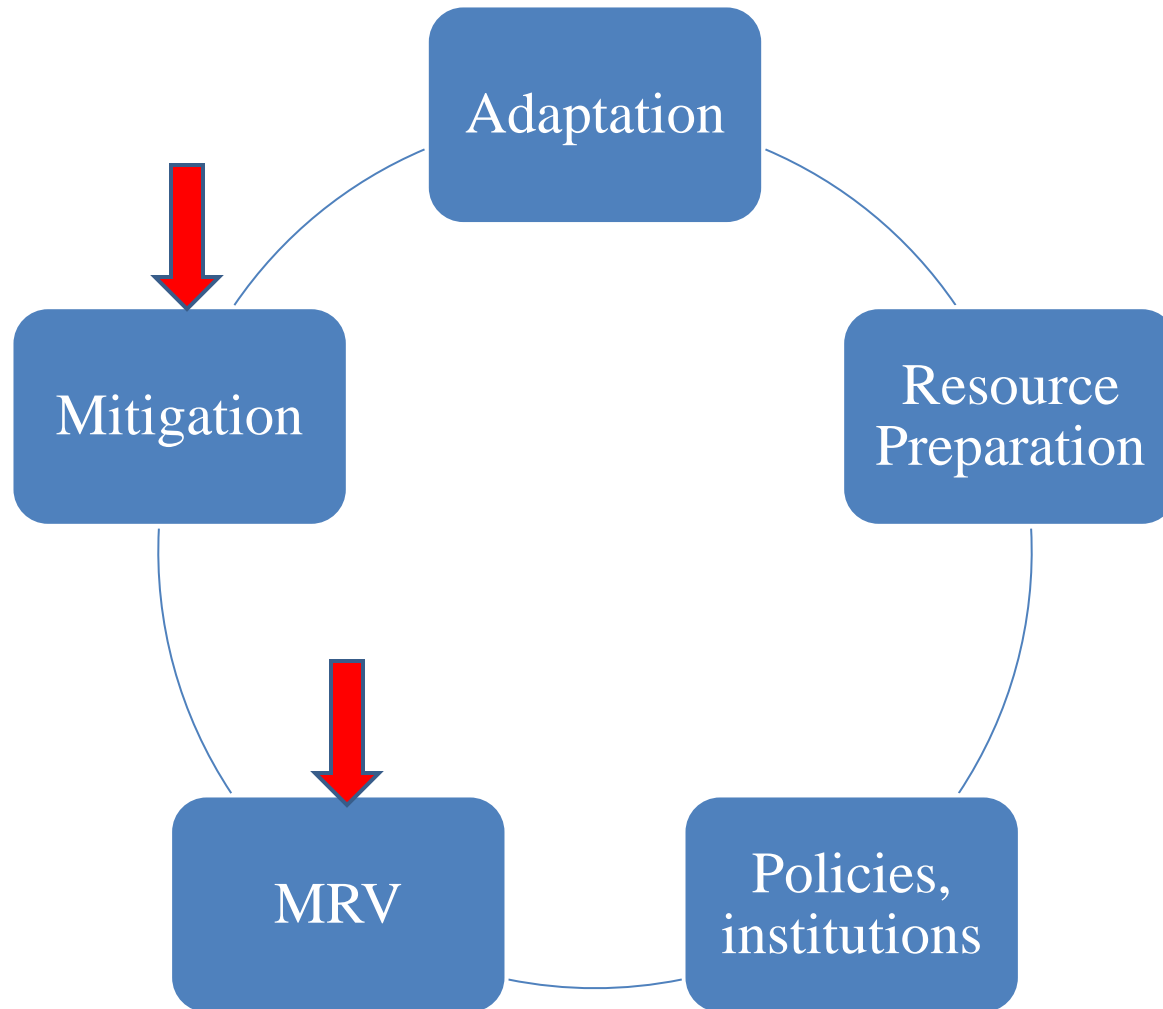 Adaptation
Resource
Preparation
Mitigation
MRV
Policies,
institutions